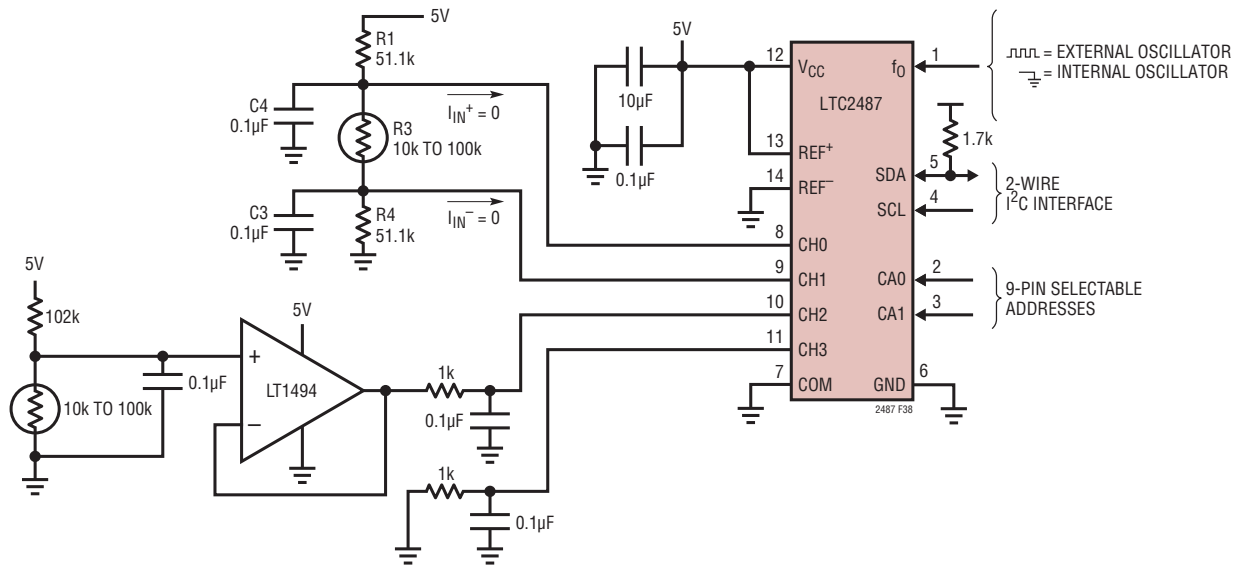 5V
R1
51.1k
C4
0.1µF
I_IN⁺ = 0
R3
10k TO 100k
C3
0.1µF
R4
51.1k
I_IN⁻ = 0
5V
10µF
0.1µF
12
V_CC
13
REF⁺
14
REF⁻
8
CH0
9
CH1
10
CH2
11
CH3
7
COM
LTC2487
f_O
1
= EXTERNAL OSCILLATOR
= INTERNAL OSCILLATOR
1.7k
SDA
5
SCL
4
2-WIRE
I²C INTERFACE
CA0
2
CA1
3
9-PIN SELECTABLE
ADDRESSES
GND
6
2487 F38
5V
102k
10k TO 100k
0.1µF
5V
+
LT1494
−
1k
0.1µF
1k
0.1µF